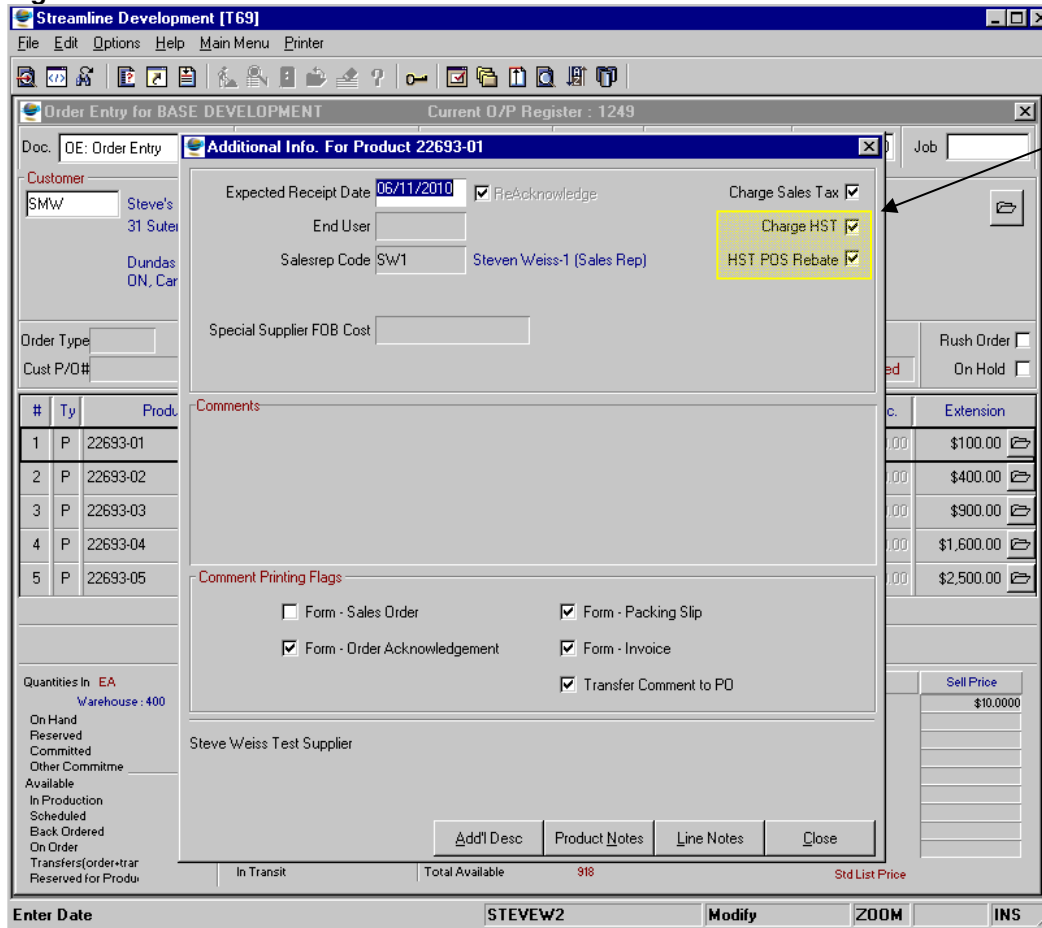 Streamline Development [T69]
File Edit Options Help Main Menu Printer
Order Entry for BASE DEVELOPMENT Current O/P Register : 1249
Doc. OE: Order Entry Job
Additional Info. For Product 22693-01
Customer
SMW Steve's
31 Suter
Dundas
ON, Car
Expected Receipt Date 06/11/2010 ReAcknowledge Charge Sales Tax
End User Charge HST
Salesrep Code SW1 Steven Weiss-1 (Sales Rep) HST POS Rebate
Special Supplier FOB Cost
Order Type Rush Order
Cust P/O# ed On Hold
# Ty Produ c. Extension
Comments
1 P 22693-01 .00 $100.00
2 P 22693-02 .00 $400.00
3 P 22693-03 .00 $900.00
4 P 22693-04 .00 $1,600.00
5 P 22693-05 .00 $2,500.00
Comment Printing Flags
Form - Sales Order Form - Packing Slip
Form - Order Acknowledgement Form - Invoice
Transfer Comment to PO
Quantities In EA Sell Price
Warehouse : 400 $10.0000
On Hand
Reserved
Committed
Other Commitme
Available
In Production
Scheduled
Back Ordered
On Order
Transfers(order+trar
Reserved for Produ
Steve Weiss Test Supplier
Add'l Desc Product Notes Line Notes Close
In Transit Total Available 918 Std List Price
Enter Date STEVEW2 Modify ZOOM INS